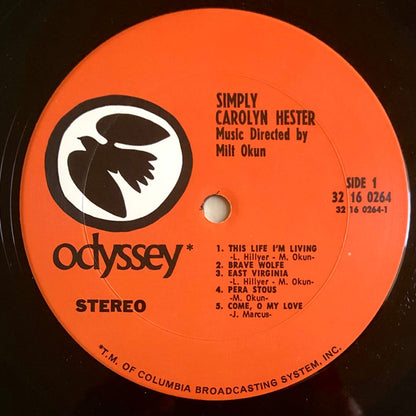 SIMPLY
CAROLYN HESTER
Music Directed by
Milt Okun
SIDE 1
32 16 0264
32 16 0264-1
odyssey*
STEREO
1. THIS LIFE I'M LIVING
-L. Hillyer - M. Okun-
2. BRAVE WOLFE
3. EAST VIRGINIA
-L. Hillyer - M. Okun-
4. PERA STOUS
-M. Okun-
5. COME, O MY LOVE
-J. Marcus-
*T.M. OF COLUMBIA BROADCASTING SYSTEM, INC.